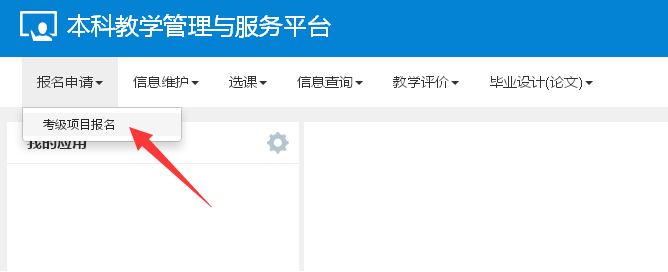 本科教学管理与服务平台
报名申请 信息维护 选课 信息查询 教学评价 毕业设计(论文)
考级项目报名
我的应用